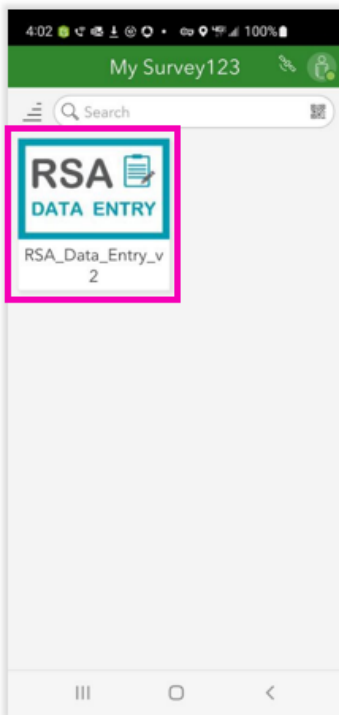 4:02 100%
My Survey123
Search
RSA
DATA ENTRY
RSA_Data_Entry_v
2